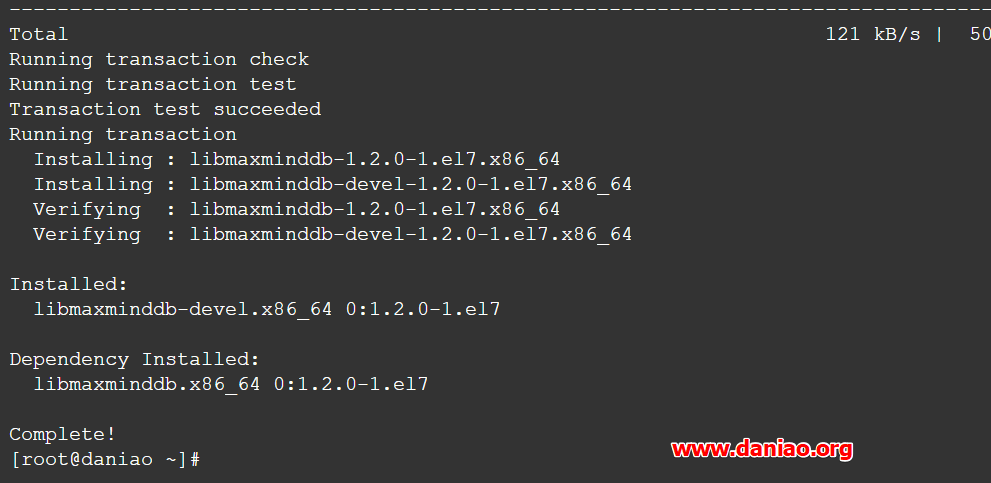 --------------------------------------------------------------------------------
Total 121 kB/s | 50
Running transaction check
Running transaction test
Transaction test succeeded
Running transaction
  Installing : libmaxminddb-1.2.0-1.el7.x86_64
  Installing : libmaxminddb-devel-1.2.0-1.el7.x86_64
  Verifying  : libmaxminddb-1.2.0-1.el7.x86_64
  Verifying  : libmaxminddb-devel-1.2.0-1.el7.x86_64
Installed:
  libmaxminddb-devel.x86_64 0:1.2.0-1.el7
Dependency Installed:
  libmaxminddb.x86_64 0:1.2.0-1.el7
Complete!
[root@daniao ~]#
www.daniao.org